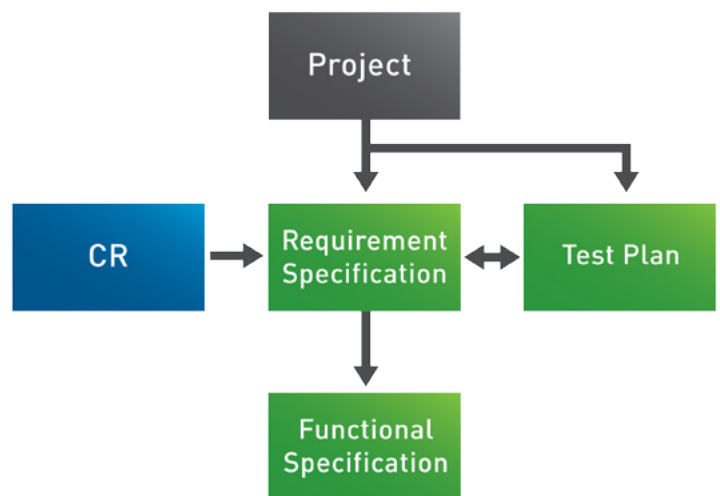 Project
CR
Requirement
Specification
Test Plan
Functional
Specification